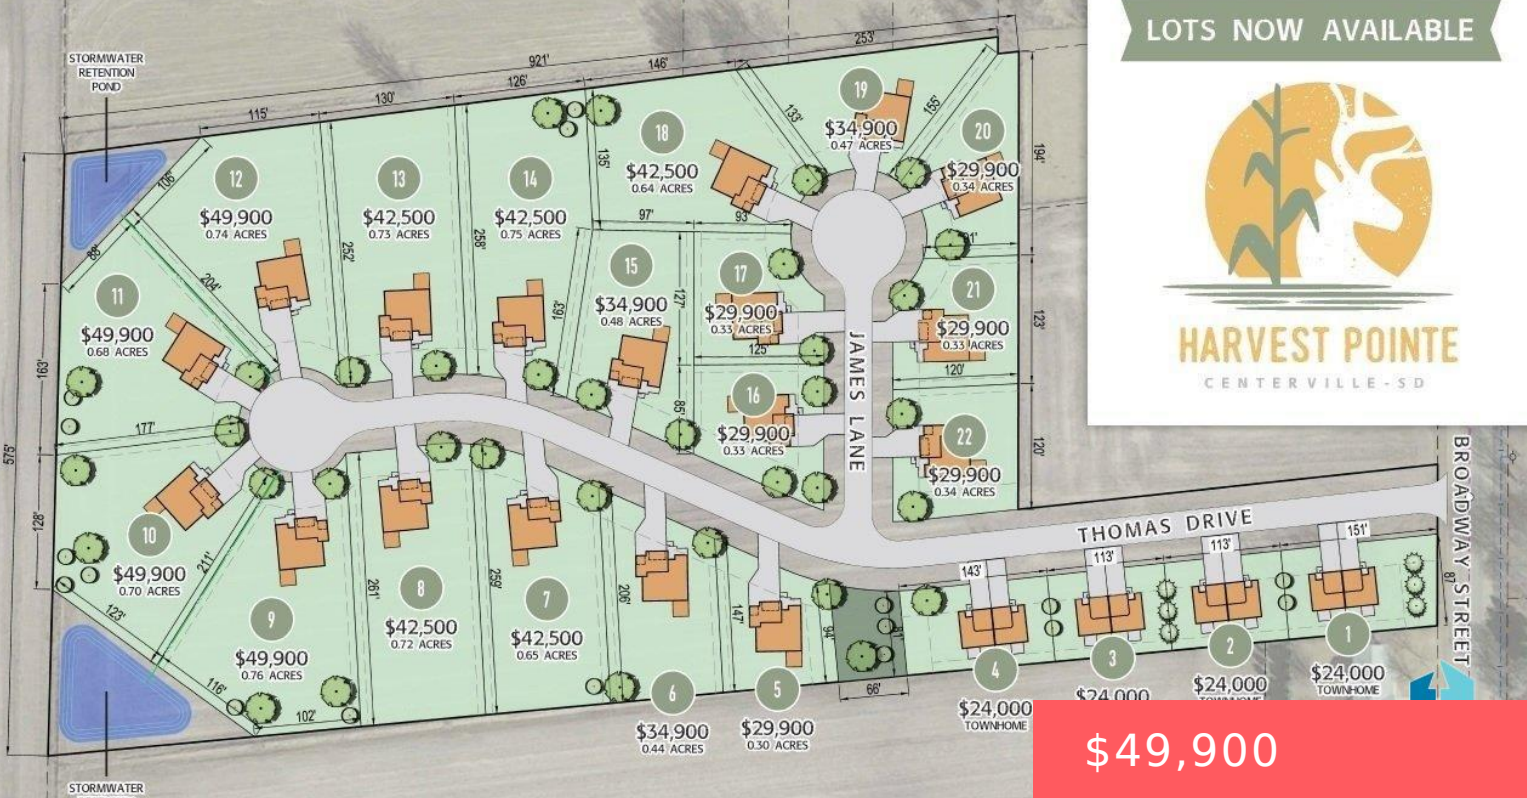 LOTS NOW AVAILABLE
HARVEST POINTE
CENTERVILLE-SD
STORMWATER
RETENTION
POND
921'
253'
115'
130'
126'
146'
12
$49,900
0.74 ACRES
13
$42,500
0.73 ACRES
14
$42,500
0.75 ACRES
18
$42,500
0.64 ACRES
19
$34,900
0.47 ACRES
20
$29,900
0.34 ACRES
133'
155'
194'
135'
106'
88'
204'
252'
258'
97'
93'
11
$49,900
0.68 ACRES
15
$34,900
0.48 ACRES
17
$29,900
0.33 ACRES
21
$29,900
0.33 ACRES
163'
163'
127'
125'
123'
120'
16
$29,900
0.33 ACRES
22
$29,900
0.34 ACRES
85'
120'
JAMES LANE
177'
575'
128'
10
$49,900
0.70 ACRES
211'
123'
116'
102'
9
$49,900
0.76 ACRES
261'
8
$42,500
0.72 ACRES
259'
7
$42,500
0.65 ACRES
206'
6
$34,900
0.44 ACRES
147'
5
$29,900
0.30 ACRES
94'
66'
THOMAS DRIVE
BROADWAY STREET
143'
113'
113'
151'
87'
4
$24,000
TOWNHOME
3
$24,000
2
$24,000
TOWNHOME
1
$24,000
TOWNHOME
STORMWATER
$49,900